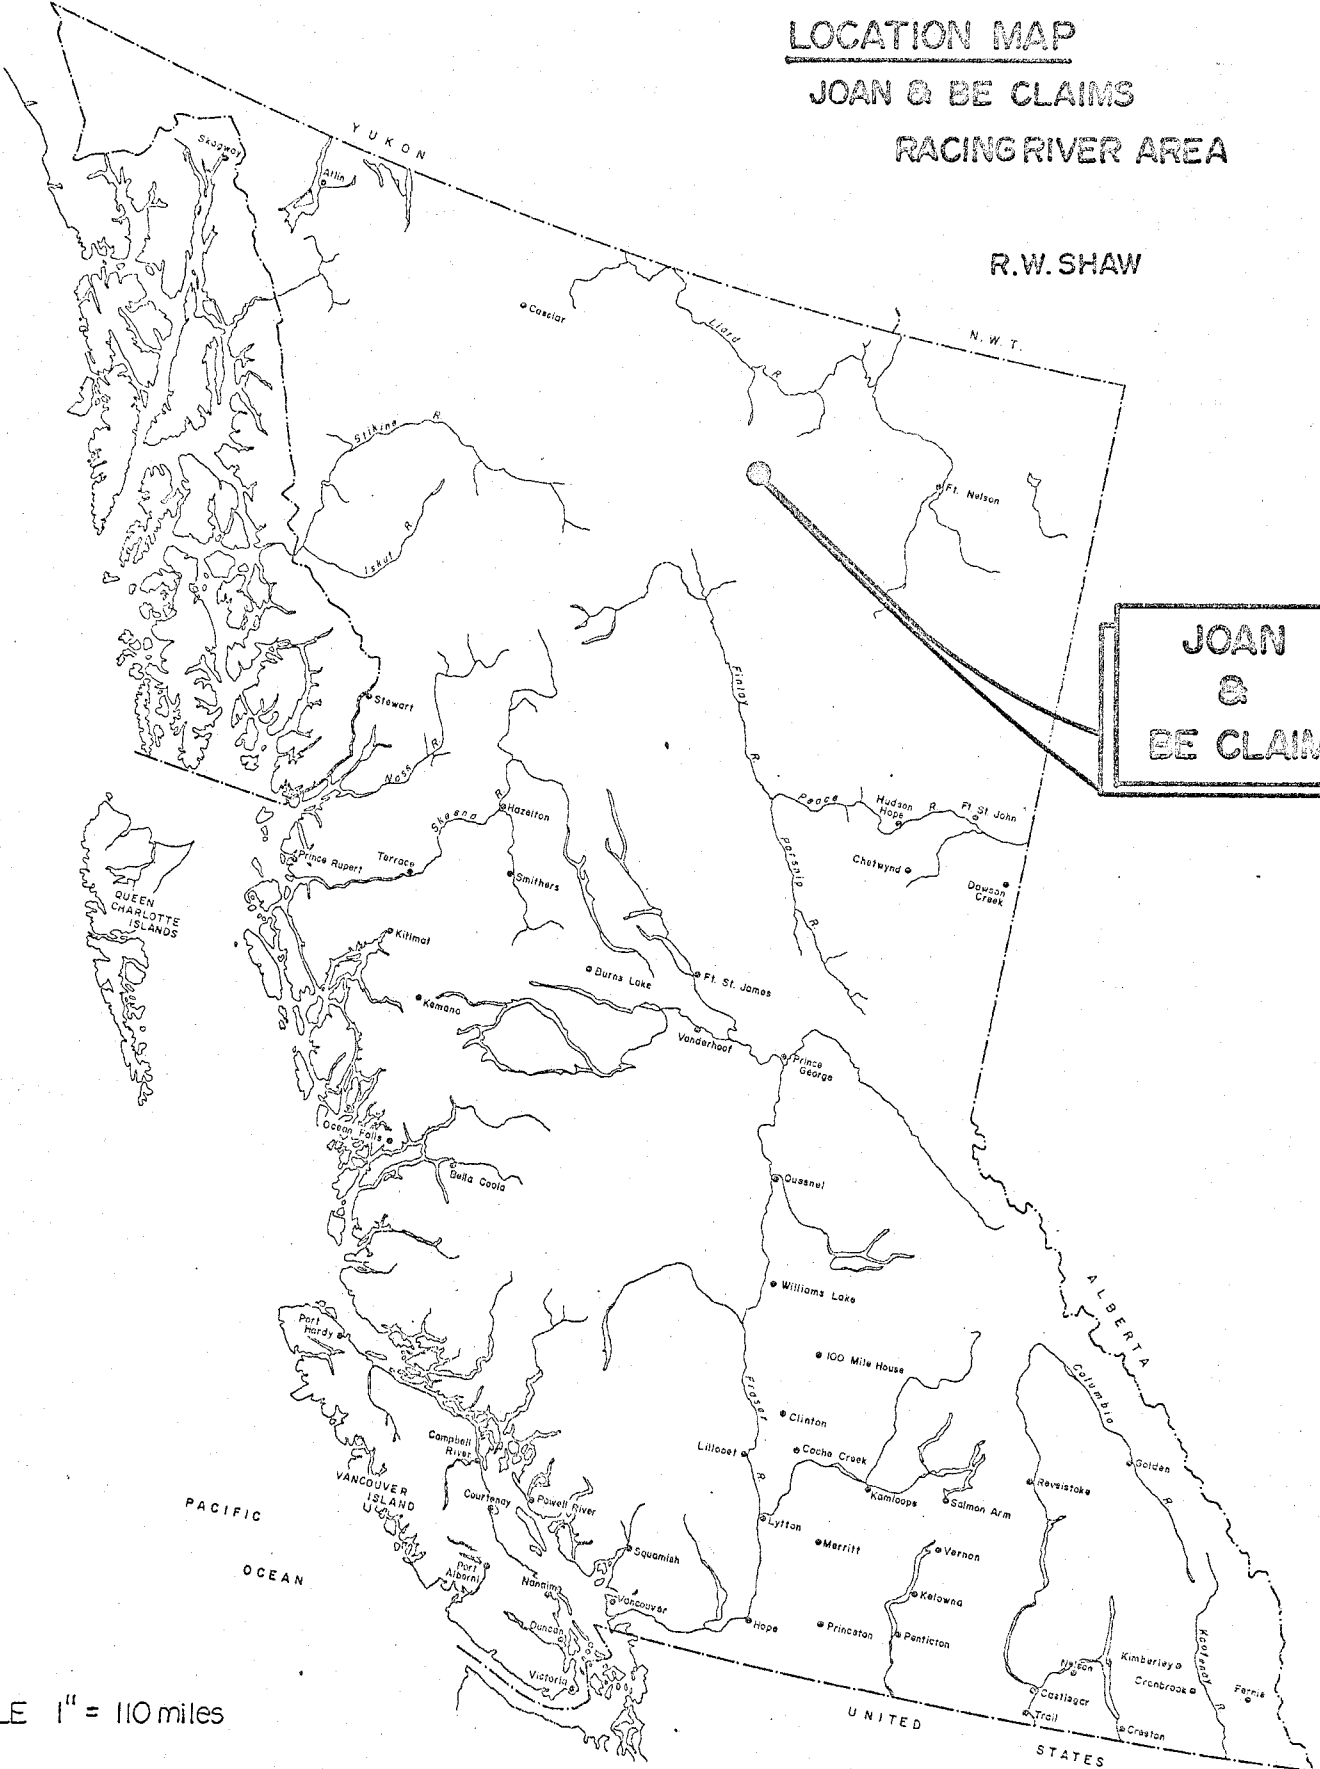 LOCATION MAP
JOAN & BE CLAIMS
RACING RIVER AREA
R.W. SHAW
YUKON
Skagway
Atlin
N.W.T.
Cassiar
Liard
R.
Stikine R.
Ft. Nelson
Iskut R
JOAN
&
BE CLAIM
Finlay
R.
Stewart
Nass R
Skeena R
Hazelton
Peace R
Hudson
Hope
Ft St. John
Parsnip
R.
Chetwynd
Dawson
Creek
Prince Rupert
Terrace
Smithers
QUEEN
CHARLOTTE
ISLANDS
Kitimat
Burns Lake
Ft. St. James
Kemano
Vanderhoof
Prince
George
Ocean Falls
Bella Coola
Quesnel
Williams Lake
ALBERTA
Port
Hardy
100 Mile House
Columbia
R
Fraser
R
Clinton
Campbell
River
Lillooet
Cache Creek
Golden
Revelstoke
VANCOUVER
ISLAND
Courtenay
Powell River
Kamloops
Salmon Arm
PACIFIC
OCEAN
Lytton
Merritt
Vernon
Squamish
Port
Alberni
Nanaimo
Kelowna
Vancouver
Hope
Princeton
Penticton
Duncan
Victoria
Nelson
Kimberley
Cranbrook
Kootenay
R
Fernie
Castlegar
Trail
Creston
UNITED
STATES
LE 1" = 110 miles